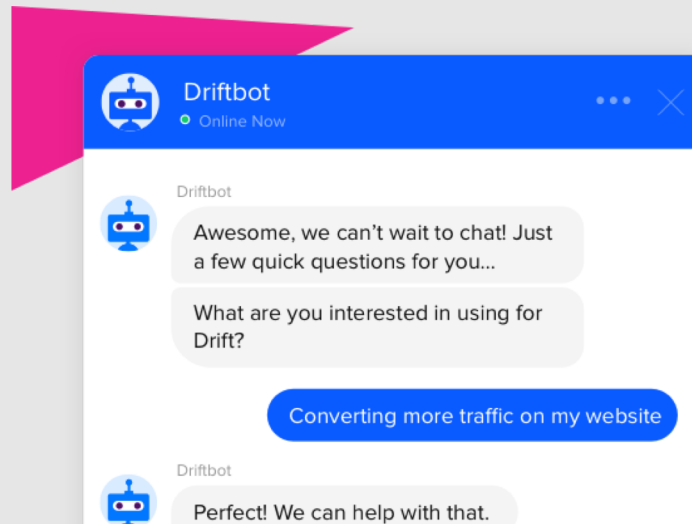 Driftbot
Online Now
Driftbot
Awesome, we can’t wait to chat! Just
a few quick questions for you...
What are you interested in using for
Drift?
Converting more traffic on my website
Driftbot
Perfect! We can help with that.